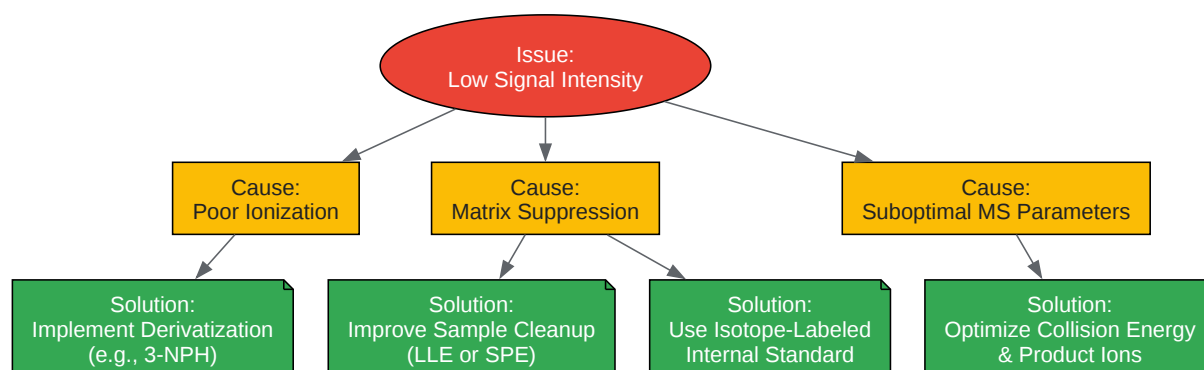 Issue:
Low Signal Intensity
Cause:
Poor Ionization
Cause:
Matrix Suppression
Cause:
Suboptimal MS Parameters
Solution:
Implement Derivatization
(e.g., 3-NPH)
Solution:
Improve Sample Cleanup
(LLE or SPE)
Solution:
Use Isotope-Labeled
Internal Standard
Solution:
Optimize Collision Energy
& Product Ions